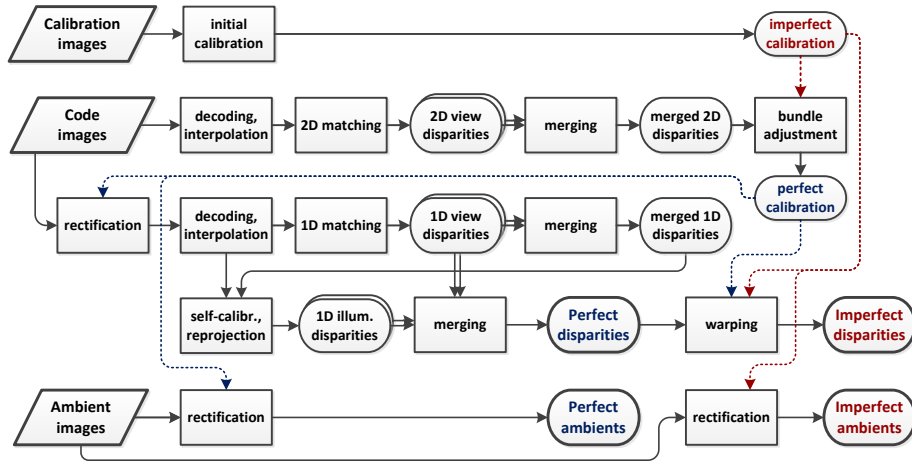 Calibration
images
initial
calibration
imperfect
calibration
Code
images
decoding,
interpolation
2D matching
2D view
disparities
merging
merged 2D
disparities
bundle
adjustment
perfect
calibration
rectification
decoding,
interpolation
1D matching
1D view
disparities
merging
merged 1D
disparities
self-calibr.,
reprojection
1D illum.
disparities
merging
Perfect
disparities
warping
Imperfect
disparities
Ambient
images
rectification
Perfect
ambients
rectification
Imperfect
ambients